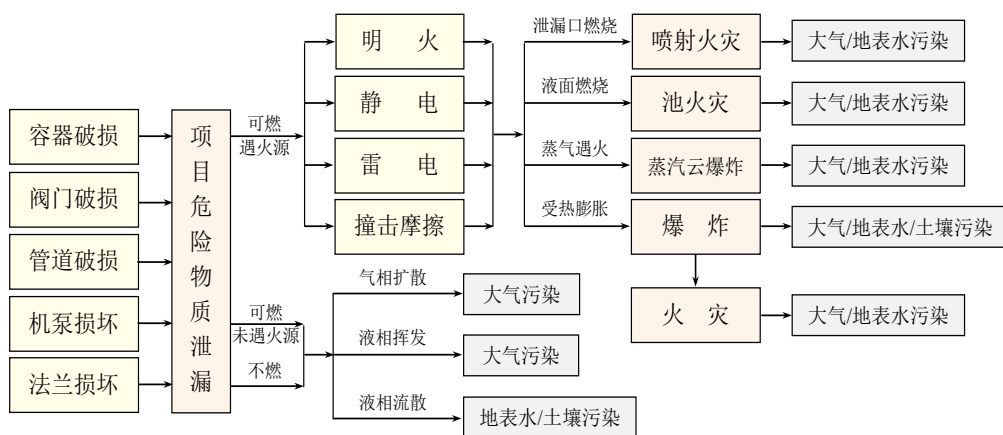 容器破损
阀门破损
管道破损
机泵损坏
法兰损坏
项目危险物质泄漏
可燃
遇火源
明 火
静 电
雷 电
撞击摩擦
泄漏口燃烧
喷射火灾
大气/地表水污染
液面燃烧
池火灾
大气/地表水污染
蒸气遇火
蒸汽云爆炸
大气/地表水污染
受热膨胀
爆 炸
大气/地表水/土壤污染
火 灾
大气/地表水污染
可燃
未遇火源
不燃
气相扩散
大气污染
液相挥发
大气污染
液相流散
地表水/土壤污染